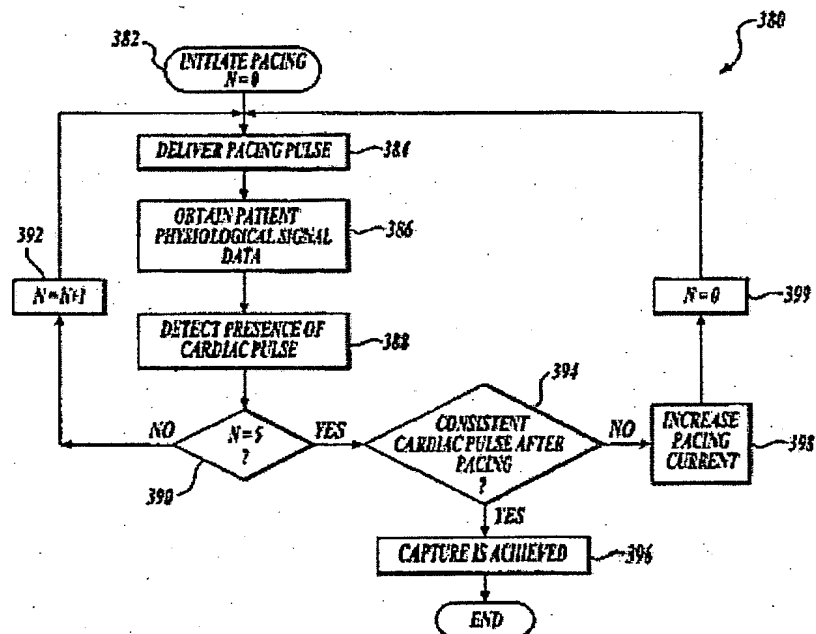 380
382
INITIATE PACING
N=0
DELIVER PACING PULSE
384
OBTAIN PATIENT
PHYSIOLOGICAL SIGNAL
DATA
386
392
N=N+1
N=0
399
DETECT PRESENCE OF
CARDIAC PULSE
388
394
NO
N=5
?
YES
390
CONSISTENT
CARDIAC PULSE AFTER
PACING
?
NO
INCREASE
PACING
CURRENT
398
YES
CAPTURE IS ACHIEVED
396
END